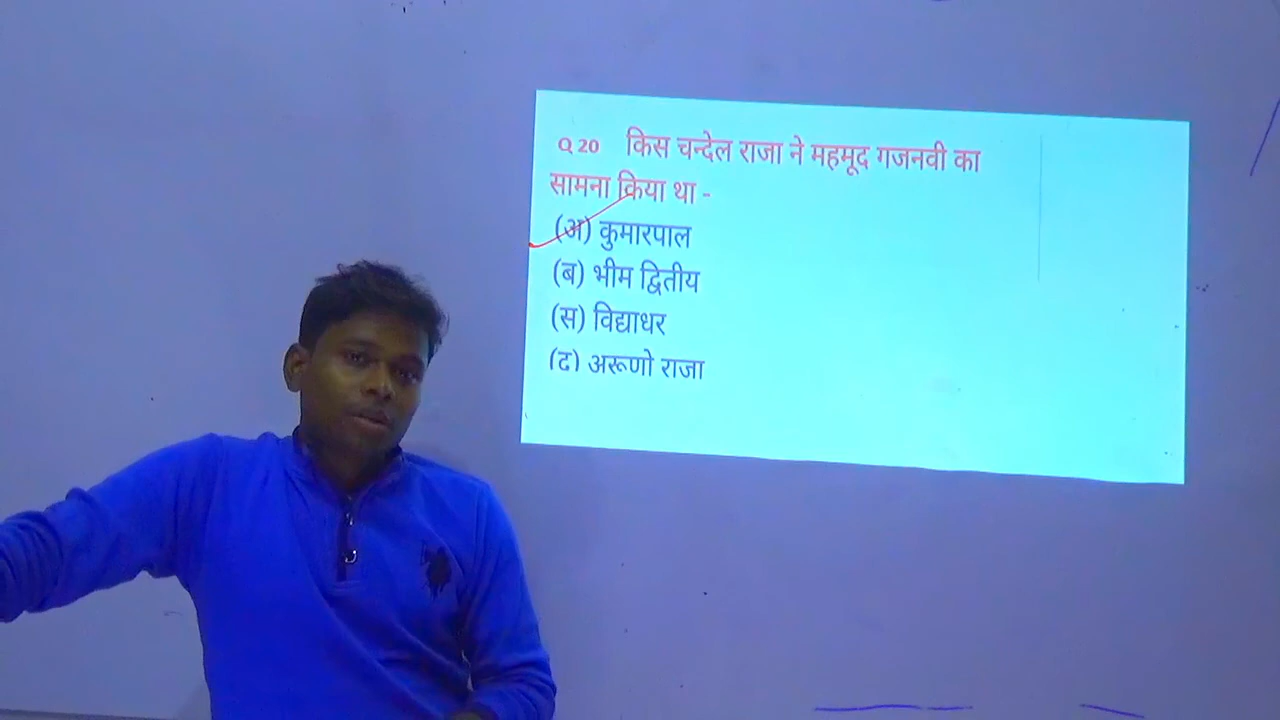 Q 20 किस चन्देल राजा ने महमूद गजनवी का
सामना किया था -
(अ) कुमारपाल
(ब) भीम द्वितीय
(स) विद्याधर
(द) अरूणो राजा